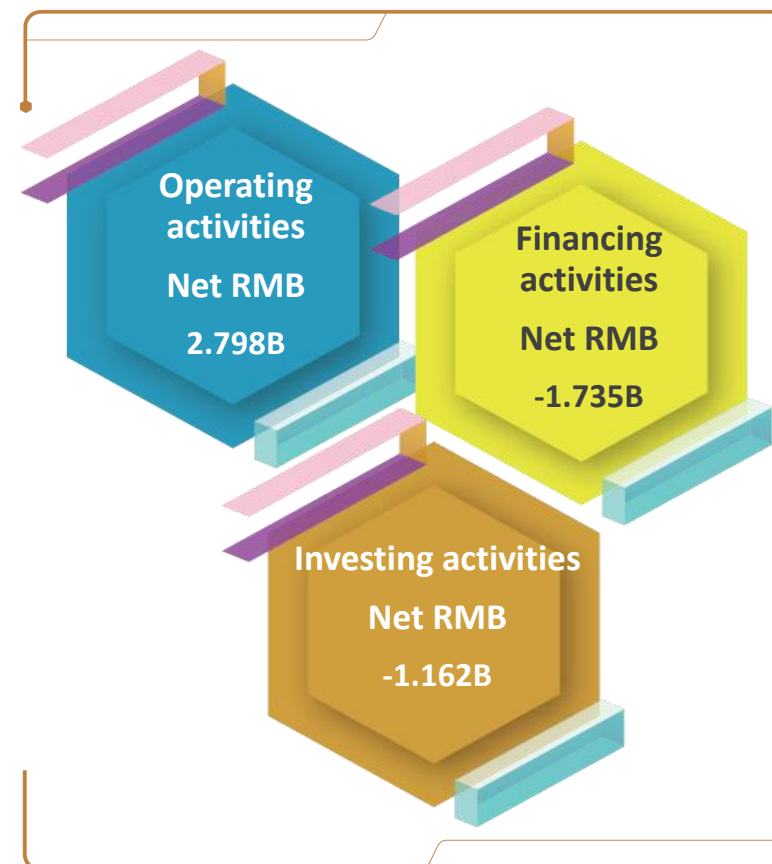 Operating
activities
Net RMB
2.798B
Financing
activities
Net RMB
-1.735B
Investing activities
Net RMB
-1.162B